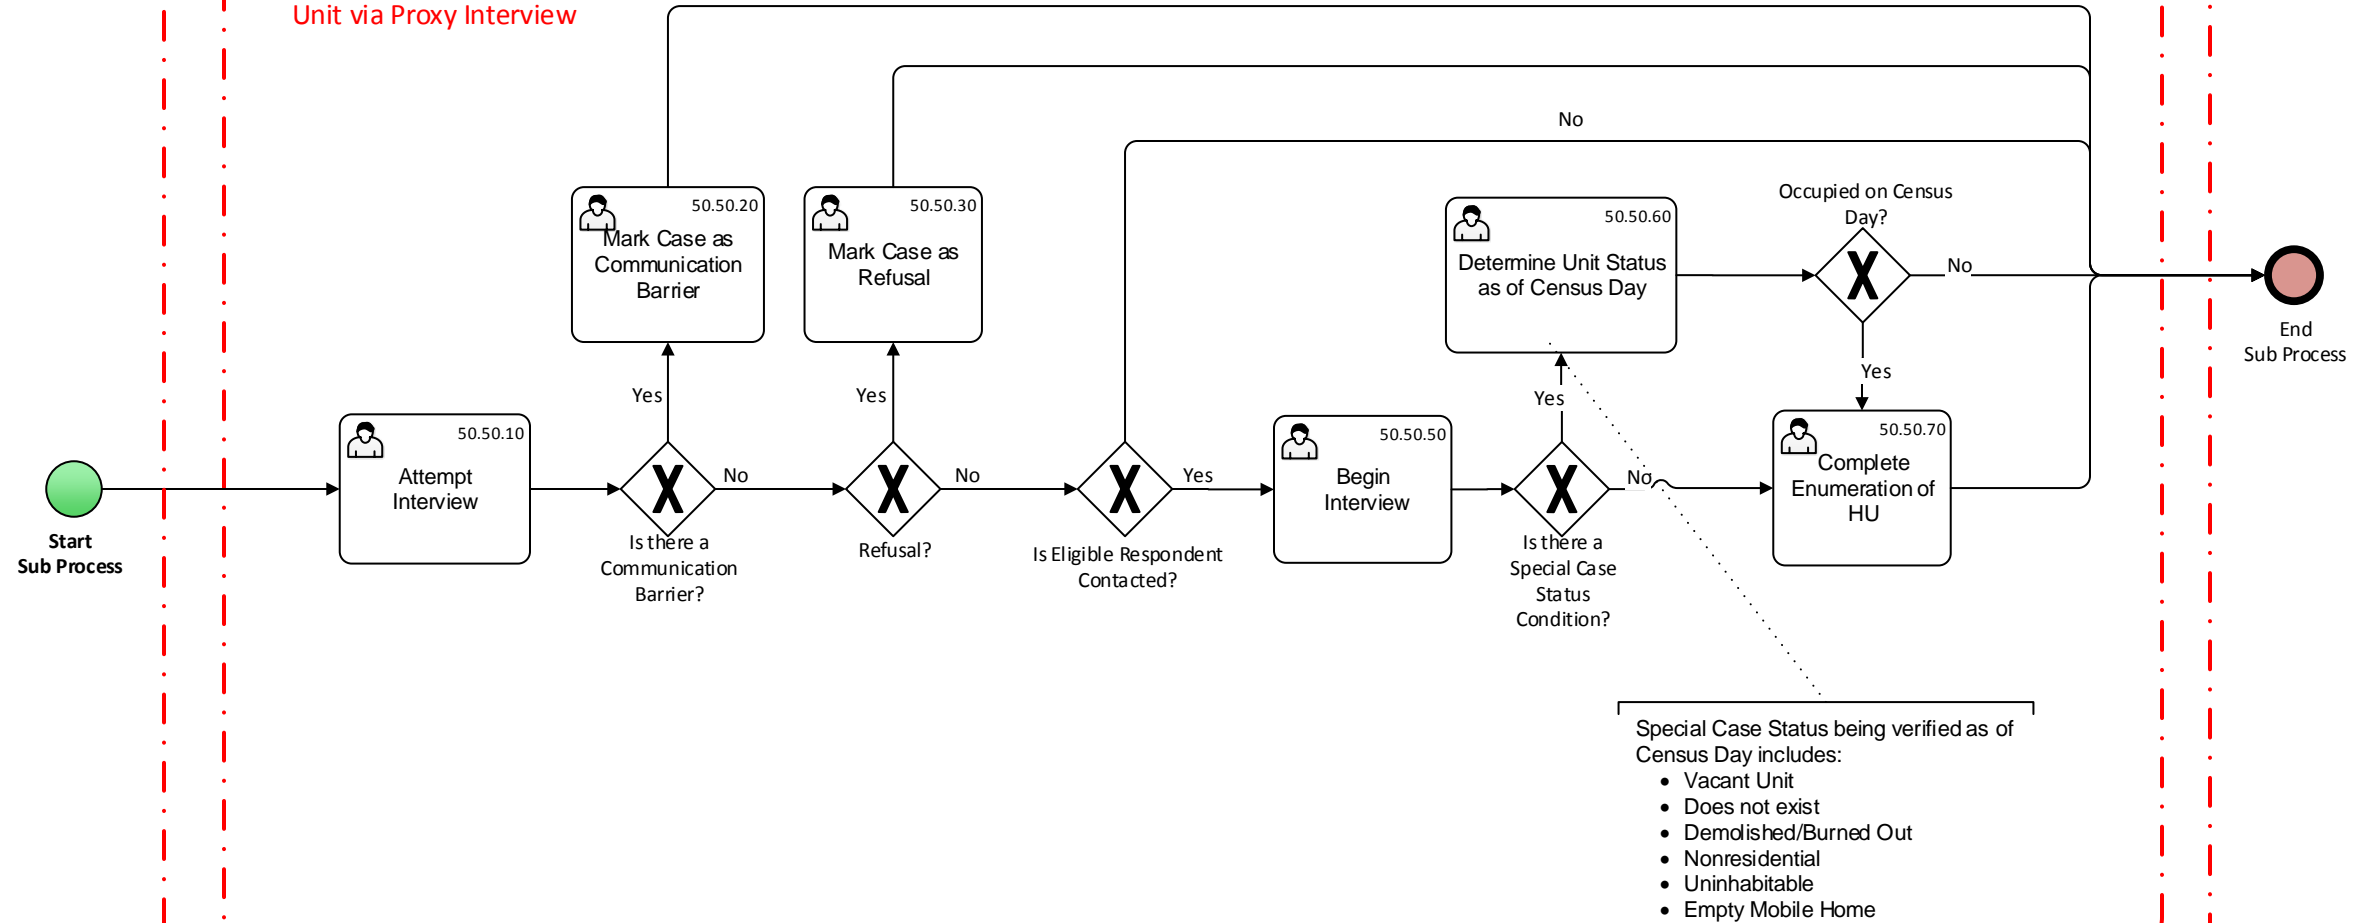 Unit via Proxy Interview
No
50.50.20
Mark Case as
Communication
Barrier
50.50.30
Mark Case as
Refusal
50.50.60
Determine Unit Status
as of Census Day
Occupied on Census
Day?
No
End
Sub Process
Yes
Yes
Yes
Yes
50.50.10
Attempt
Interview
No
No
Yes
50.50.50
Begin
Interview
No
50.50.70
Complete
Enumeration of
HU
Start
Sub Process
Is there a
Communication
Barrier?
Refusal?
Is Eligible Respondent
Contacted?
Is there a
Special Case
Status
Condition?
Special Case Status being verified as of
Census Day includes:
• Vacant Unit
• Does not exist
• Demolished/Burned Out
• Nonresidential
• Uninhabitable
• Empty Mobile Home